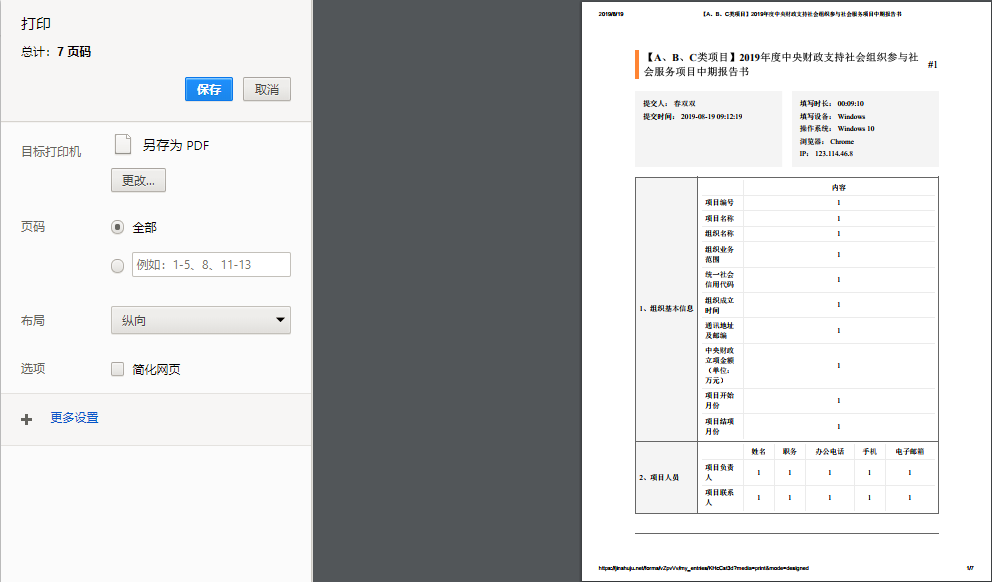 打印
总计：7 页码
保存
取消
目标打印机
另存为 PDF
更改...
页码
全部
例如：1-5、8、11-13
布局
纵向
选项
简化网页
更多设置
2019/8/19
【A、B、C类项目】2019年度中央财政支持社会组织参与社会服务项目中期报告书
【A、B、C类项目】2019年度中央财政支持社会组织参与社
会服务项目中期报告书
#1
提交人： 春双双
提交时间： 2019-08-19 09:12:19
填写时长： 00:09:10
填写设备： Windows
操作系统： Windows 10
浏览器： Chrome
IP： 123.114.46.8
1、组织基本信息
内容
项目编号 1
项目名称 1
组织名称 1
组织业务
范围 1
统一社会
信用代码 1
组织成立
时间 1
通讯地址
及邮编 1
中央财政
立项金额
（单位：
万元） 1
项目开始
月份 1
项目结项
月份 1
2、项目人员
姓名 职务 办公电话 手机 电子邮箱
项目负责
人 1 1 1 1 1
项目联系
人 1 1 1 1 1
1/7